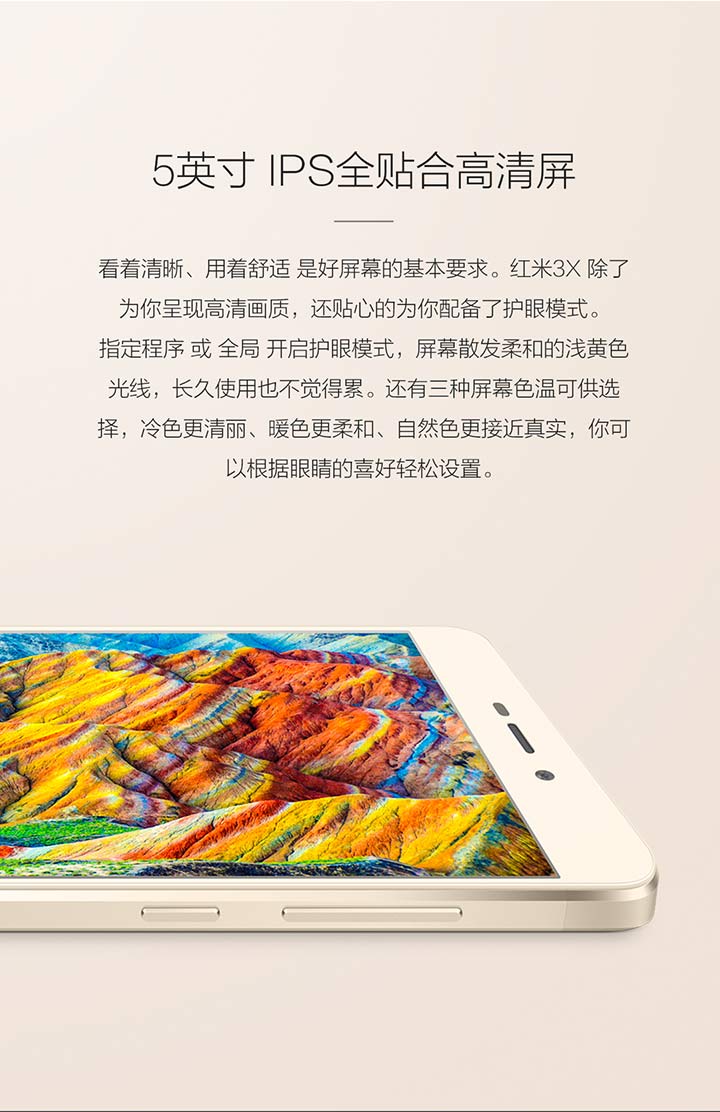 5英寸 IPS全贴合高清屏
看着清晰、用着舒适 是好屏幕的基本要求。红米3X 除了
为你呈现高清画质，还贴心的为你配备了护眼模式。
指定程序 或 全局 开启护眼模式，屏幕散发柔和的浅黄色
光线，长久使用也不觉得累。还有三种屏幕色温可供选
择，冷色更清丽、暖色更柔和、自然色更接近真实，你可
以根据眼睛的喜好轻松设置。